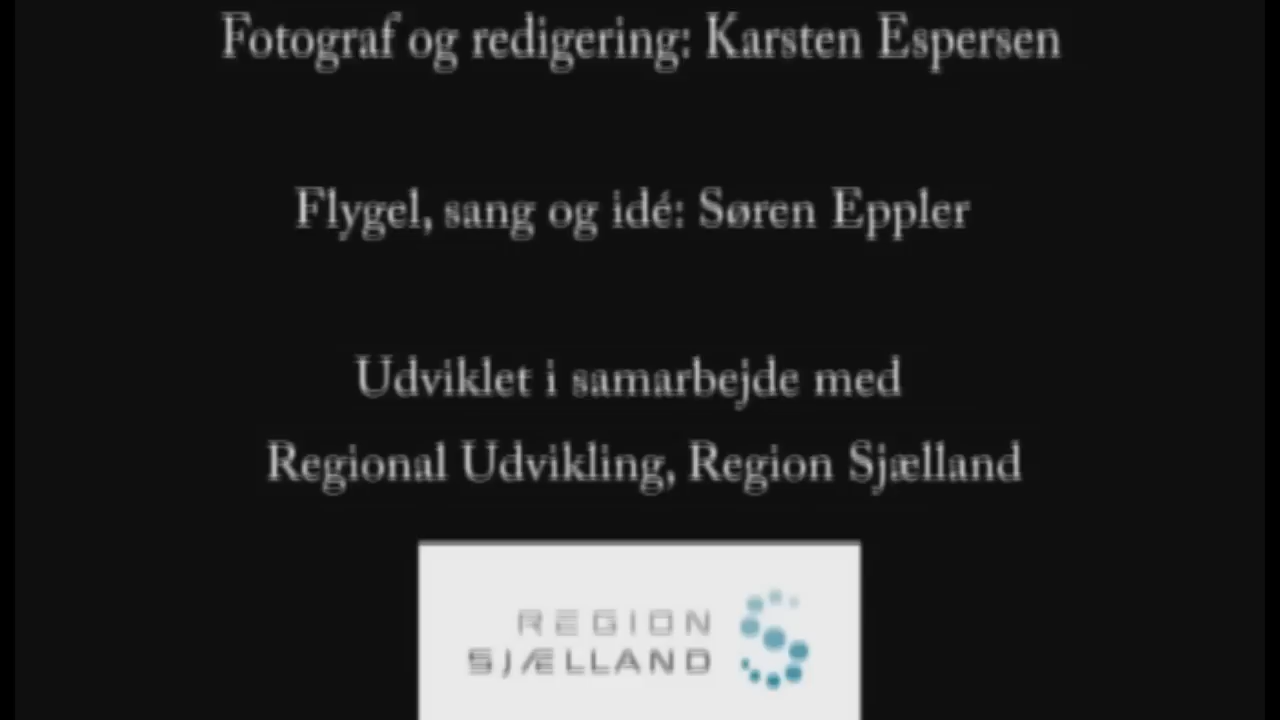 Fotograf og redigering: Karsten Espersen
Flygel, sang og idé: Søren Eppler
Udviklet i samarbejde med
Regional Udvikling, Region Sjælland
REGION
SJÆLLAND